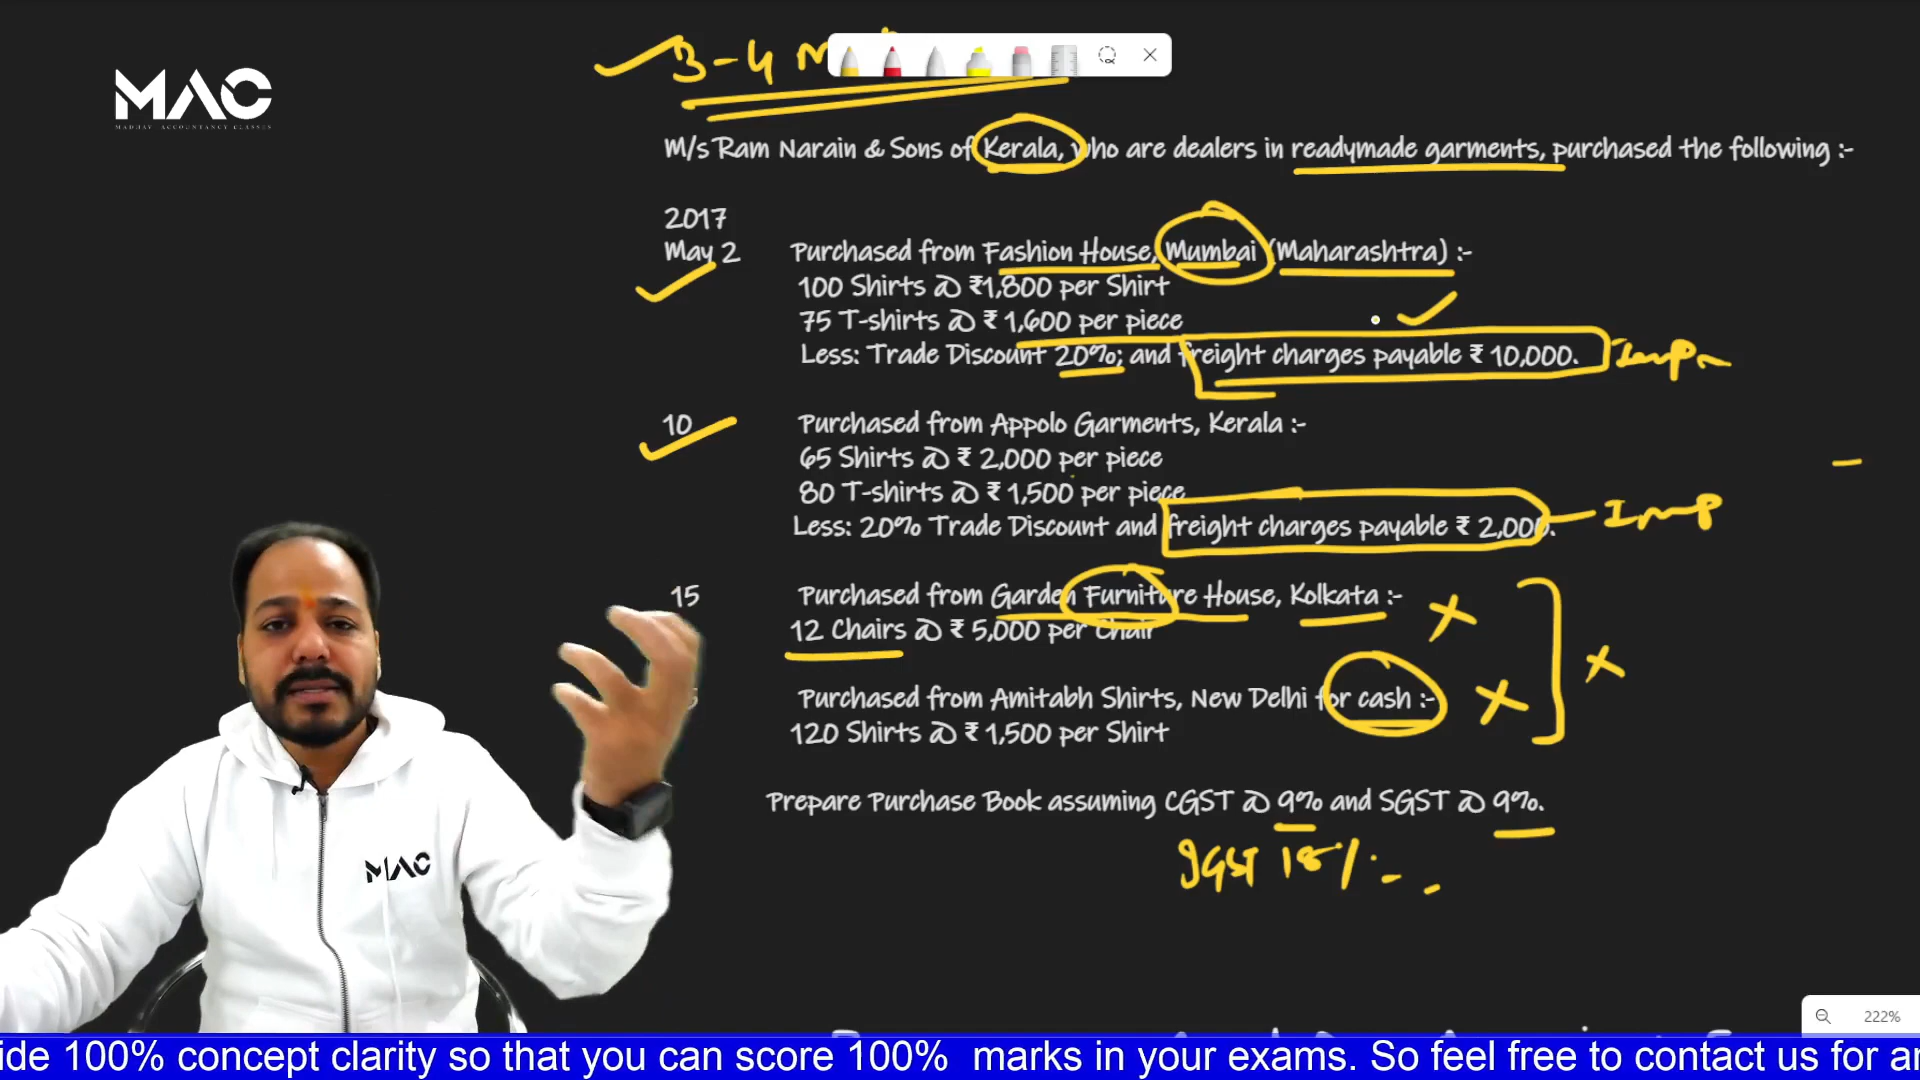 3-4
MAC
MADHAV ACCOUNTANCY CLASSES
M/s Ram Narain & Sons of Kerala, who are dealers in readymade garments, purchased the following :-
2017
May 2 Purchased from Fashion House, Mumbai (Maharashtra) :-
100 Shirts @ ₹1,800 per Shirt
75 T-shirts @ ₹ 1,600 per piece
Less: Trade Discount 20%; and freight charges payable ₹ 10,000. Imp
10 Purchased from Appolo Garments, Kerala :-
65 Shirts @ ₹ 2,000 per piece
80 T-shirts @ ₹ 1,500 per piece
Less: 20% Trade Discount and freight charges payable ₹ 2,000. Imp
15 Purchased from Garden Furniture House, Kolkata :-
12 Chairs @ ₹ 5,000 per Chair
Purchased from Amitabh Shirts, New Delhi for cash :-
120 Shirts @ ₹ 1,500 per Shirt
Prepare Purchase Book assuming CGST @ 9% and SGST @ 9%.
IGST 18%
MAC
222%
ide 100% concept clarity so that you can score 100% marks in your exams. So feel free to contact us for ar